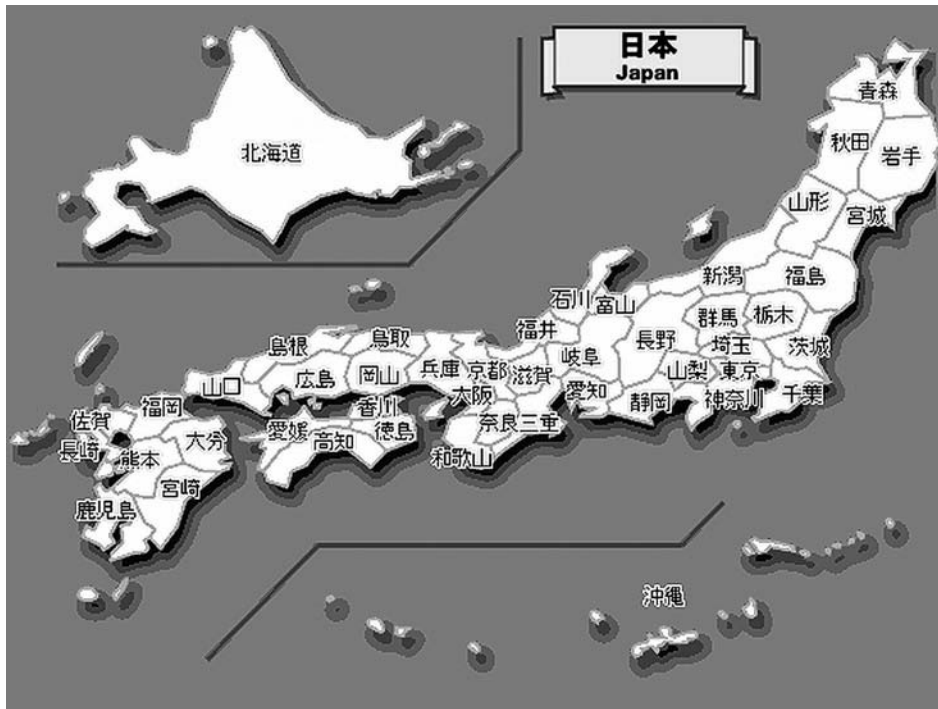 日本
Japan
北海道
青森
秋田
岩手
山形
宮城
新潟
福島
石川
富山
福井
群馬
栃木
長野
埼玉
茨城
岐阜
山梨
東京
千葉
神奈川
静岡
愛知
滋賀
京都
兵庫
大阪
奈良
三重
和歌山
鳥取
島根
岡山
広島
山口
香川
徳島
愛媛
高知
福岡
佐賀
長崎
大分
熊本
宮崎
鹿児島
沖縄